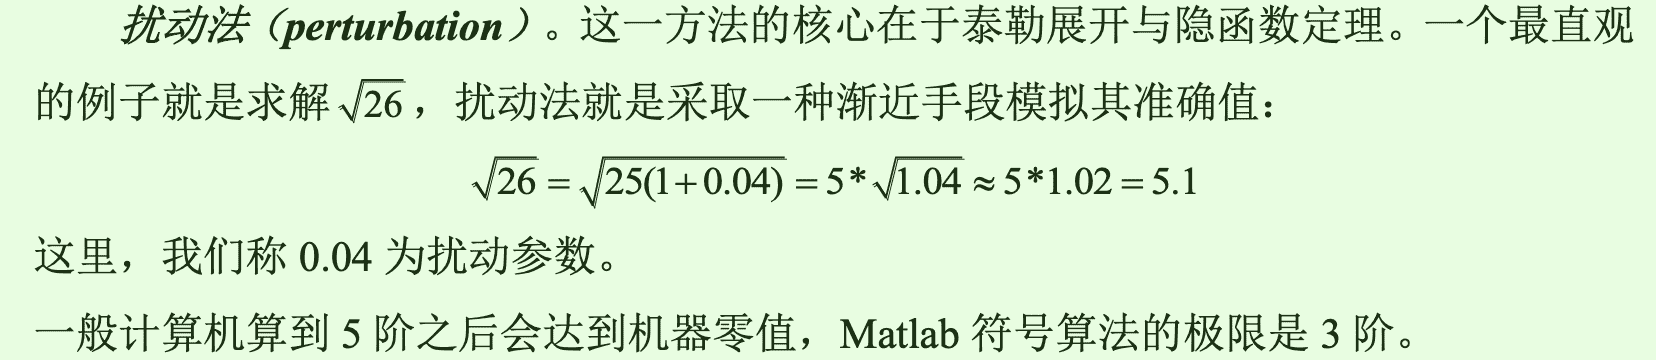 扰动法（perturbation）。这一方法的核心在于泰勒展开与隐函数定理。一个最直观
的例子就是求解√26，扰动法就是采取一种渐近手段模拟其准确值：
√26 = √25(1+0.04) = 5*√1.04 ≈ 5*1.02 = 5.1
这里，我们称 0.04 为扰动参数。
一般计算机算到 5 阶之后会达到机器零值，Matlab 符号算法的极限是 3 阶。